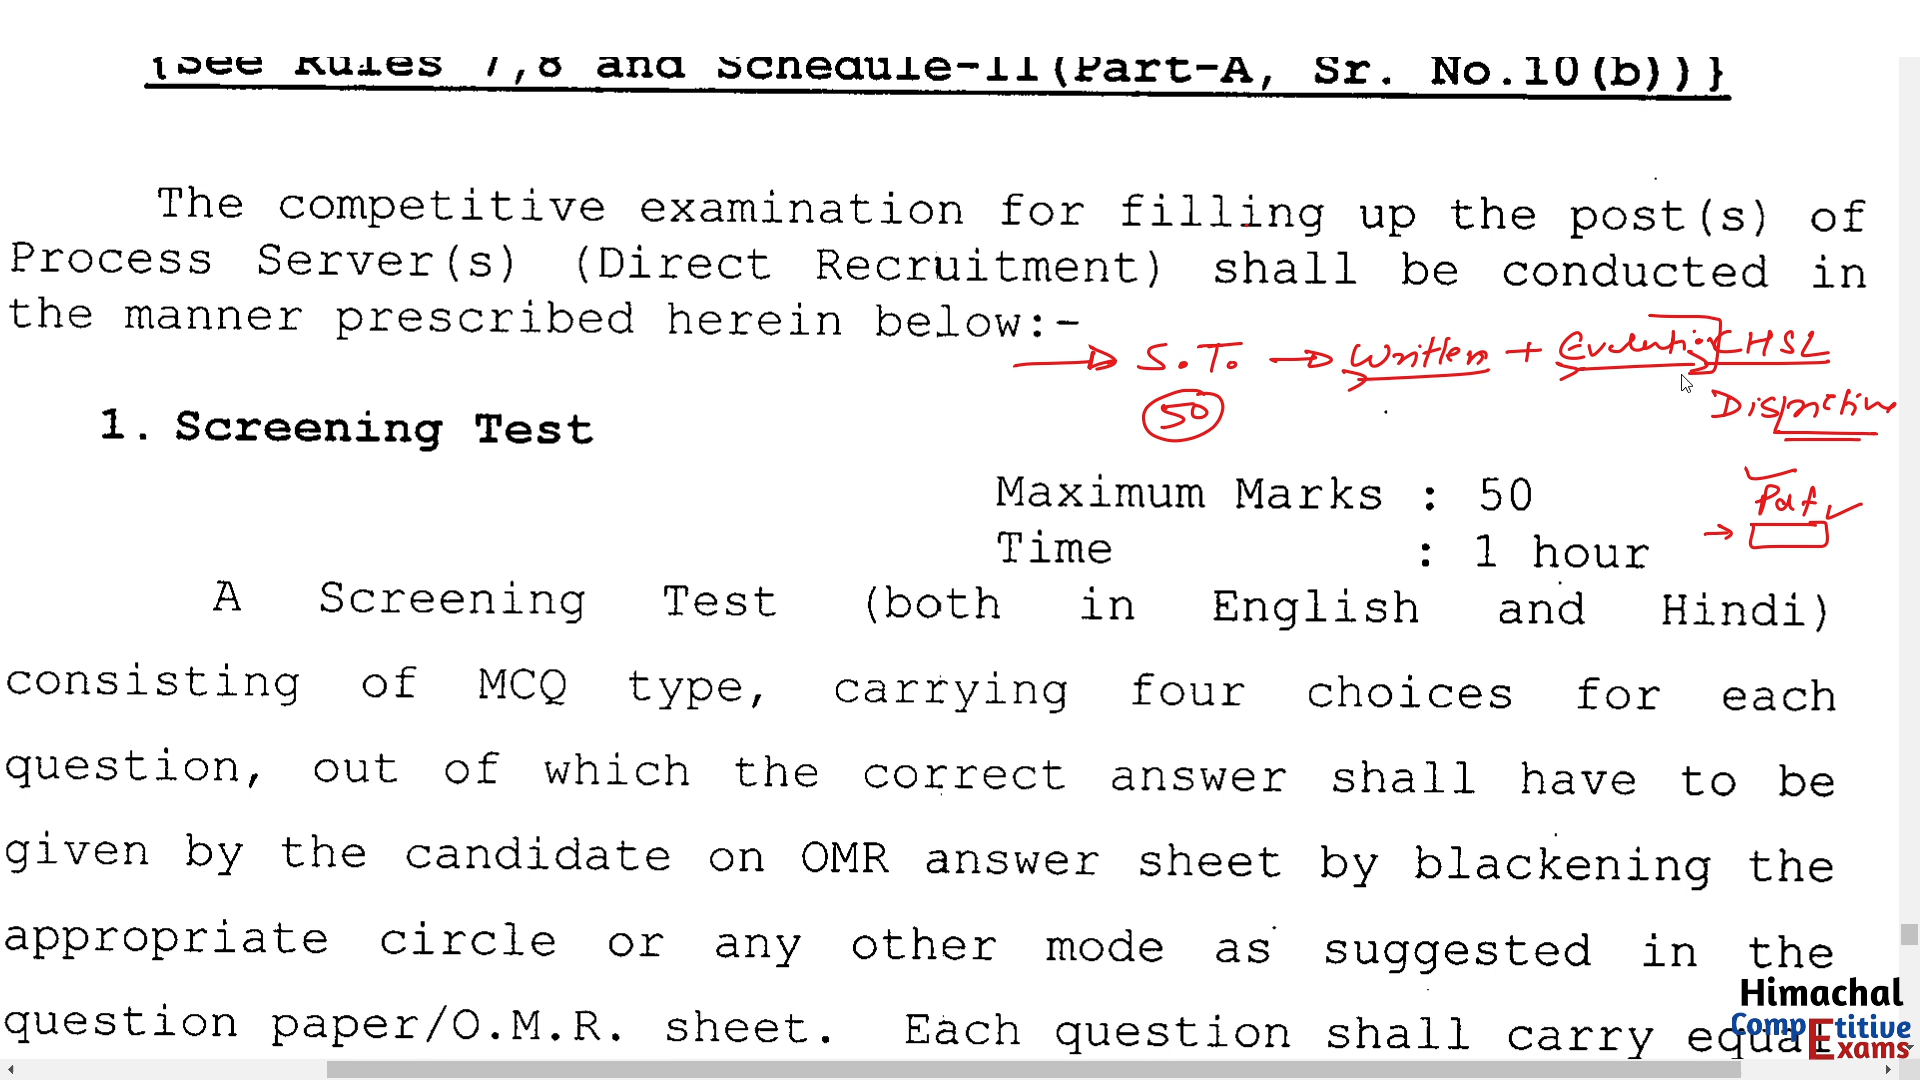 {See Rules 7,8 and Schedule-II(Part-A, Sr. No.10(b))}
The competitive examination for filling up the post(s) of
Process Server(s) (Direct Recruitment) shall be conducted in
the manner prescribed herein below:-
S.T. → Written + CHSL
50
1. Screening Test
Maximum Marks : 50
Pdf
Time : 1 hour
A Screening Test (both in English and Hindi)
consisting of MCQ type, carrying four choices for each
question, out of which the correct answer shall have to be
given by the candidate on OMR answer sheet by blackening the
appropriate circle or any other mode as suggested in the
question paper/O.M.R. sheet. Each question shall carry equal
Himachal
Competitive
Exams